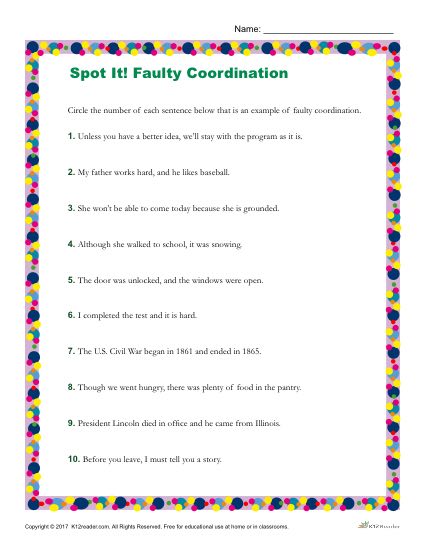 Name:
Spot It! Faulty Coordination
Circle the number of each sentence below that is an example of faulty coordination.
1. Unless you have a better idea, we'll stay with the program as it is.
2. My father works hard, and he likes baseball.
3. She won't be able to come today because she is grounded.
4. Although she walked to school, it was snowing.
5. The door was unlocked, and the windows were open.
6. I completed the test and it is hard.
7. The U.S. Civil War began in 1861 and ended in 1865.
8. Though we went hungry, there was plenty of food in the pantry.
9. President Lincoln died in office and he came from Illinois.
10. Before you leave, I must tell you a story.
Copyright © 2017 K12reader.com. All Rights Reserved. Free for educational use at home or in classrooms.
K12Reader